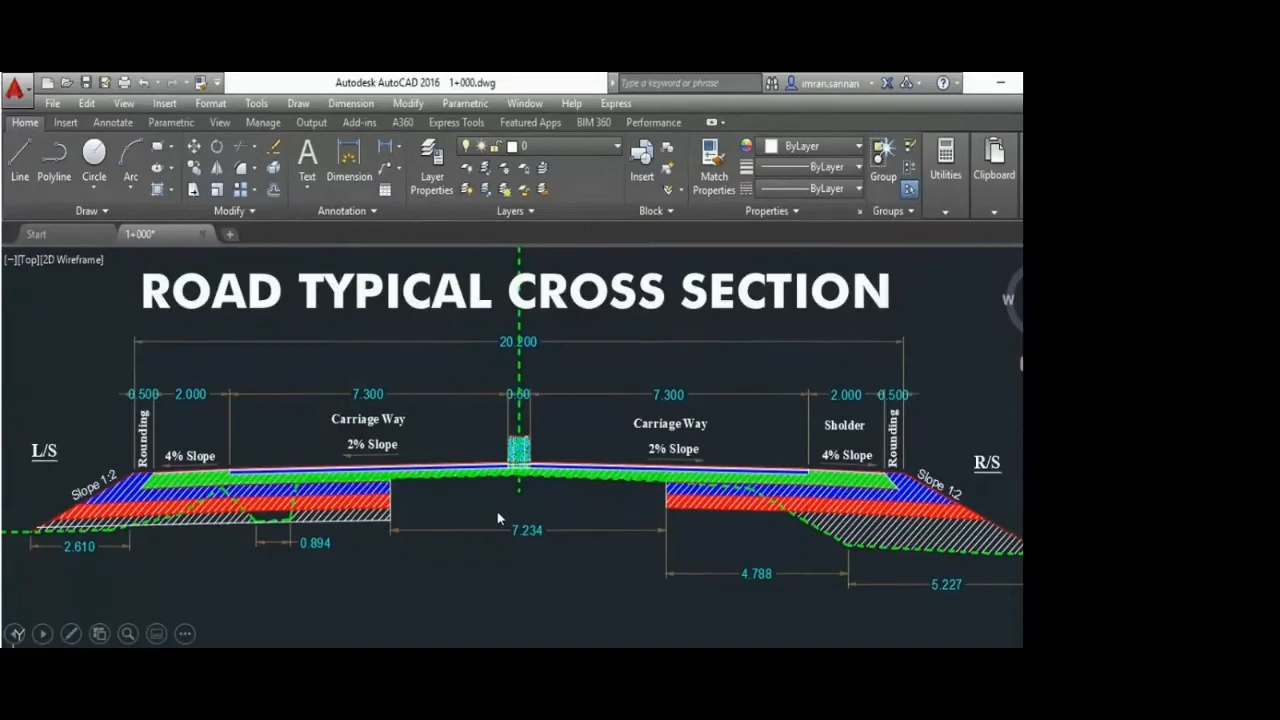 Autodesk AutoCAD 2016 1+000.dwg
Type a keyword or phrase
imran.sannan
File Edit View Insert Format Tools Draw Dimension Modify Parametric Window Help Express
Home Insert Annotate Parametric View Manage Output Add-ins A360 Express Tools Featured Apps BIM 360 Performance
0
ByLayer
ByLayer
ByLayer
Line Polyline Circle Arc Text Dimension Layer Properties Insert Match Properties Group Utilities Clipboard
Draw Modify Annotation Layers Block Properties Groups
Start 1+000*
[−][Top][2D Wireframe]
ROAD TYPICAL CROSS SECTION
W
20.200
0.500 2.000 7.300 0.60 7.300 2.000 0.500
Carriage Way Carriage Way Sholder
Rounding Rounding
2% Slope 2% Slope
L/S 4% Slope 4% Slope R/S
Slope 1:2 Slope 1:2
7.234
2.610 0.894
4.788
5.227